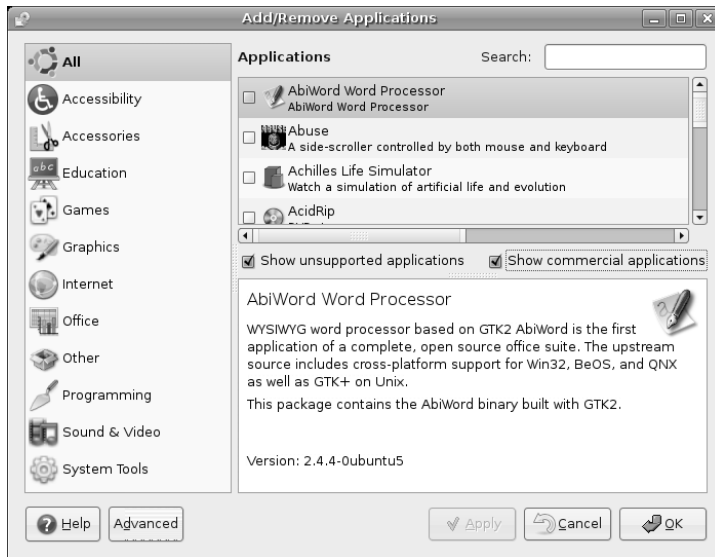 Add/Remove Applications
All
Accessibility
Accessories
abc
Education
Games
Graphics
Internet
Office
Other
Programming
Sound & Video
System Tools
Applications
Search:
AbiWord Word Processor
AbiWord Word Processor
Abuse
A side-scroller controlled by both mouse and keyboard
Achilles Life Simulator
Watch a simulation of artificial life and evolution
AcidRip
Show unsupported applications
Show commercial applications
AbiWord Word Processor
WYSIWYG word processor based on GTK2 AbiWord is the first
application of a complete, open source office suite. The upstream
source includes cross-platform support for Win32, BeOS, and QNX
as well as GTK+ on Unix.
This package contains the AbiWord binary built with GTK2.
Version: 2.4.4-0ubuntu5
Help
Advanced
Apply
Cancel
OK